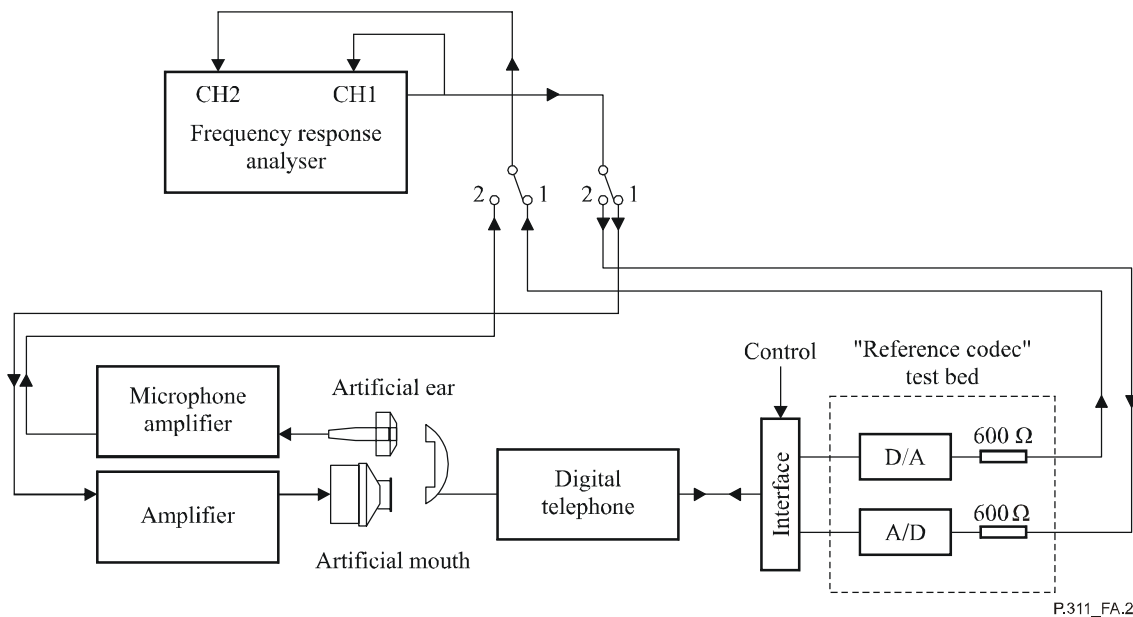 CH2
CH1
Frequency response
analyser
2
1
2
1
Control
"Reference codec"
test bed
Microphone
amplifier
Artificial ear
D/A
600 Ω
Amplifier
Artificial mouth
Digital
telephone
Interface
A/D
600 Ω
P.311_FA.2